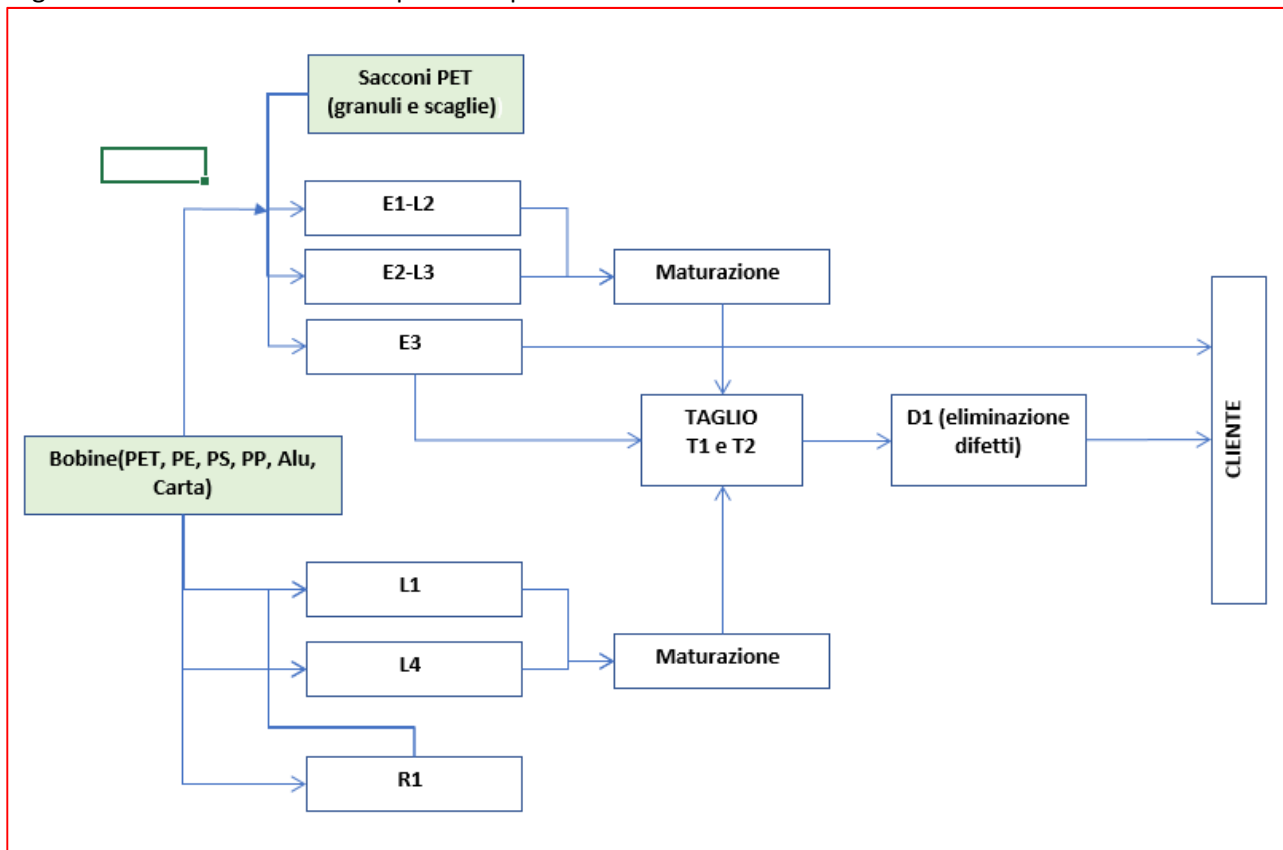 Sacconi PET
(granuli e scaglie)
E1-L2
E2-L3
Maturazione
E3
TAGLIO
T1 e T2
D1 (eliminazione
difetti)
CLIENTE
Bobine(PET, PE, PS, PP, Alu,
Carta)
L1
L4
Maturazione
R1